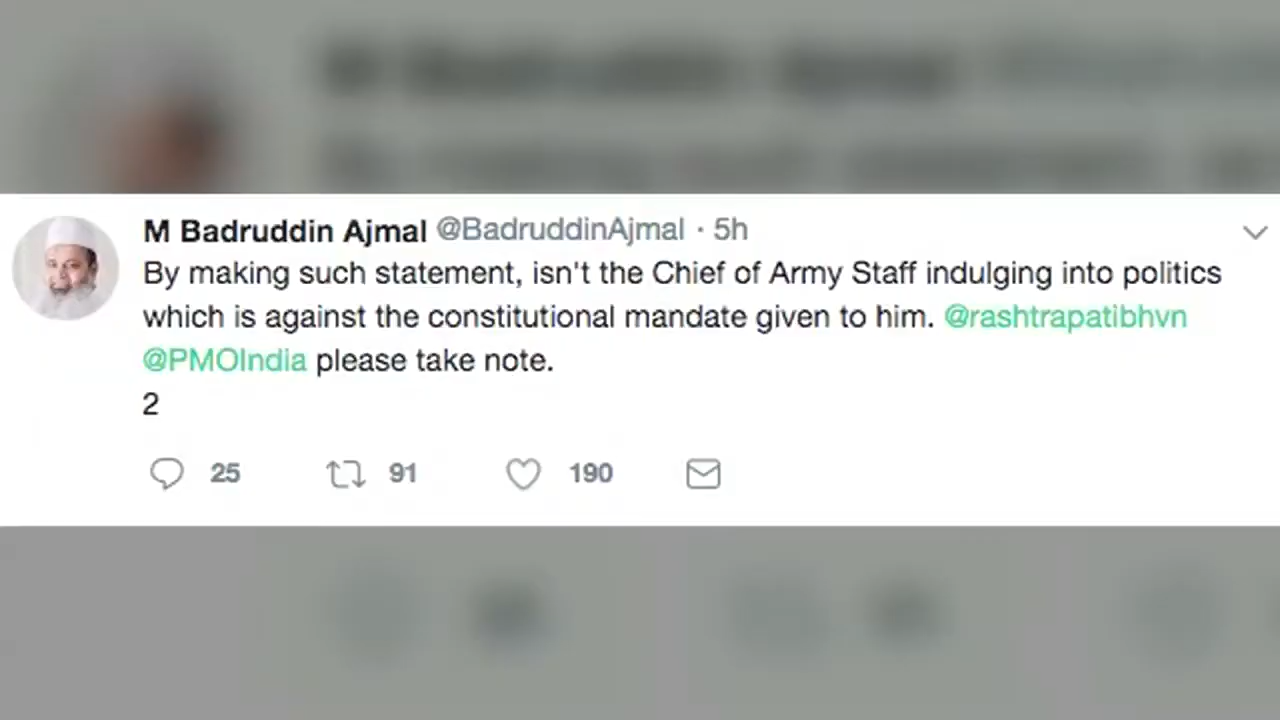 M Badruddin Ajmal @BadruddinAjmal · 5h
By making such statement, isn't the Chief of Army Staff indulging into politics
which is against the constitutional mandate given to him. @rashtrapatibhvn
@PMOIndia please take note.
2
25 91 190